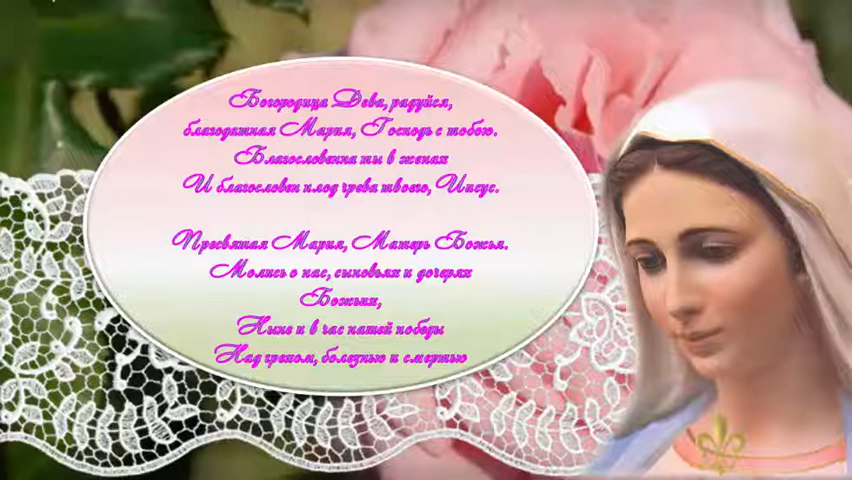 Богородица Дева, радуйся,
благодатная Мария, Господь с тобою.
Благословенна ты в женах
И благословен плод чрева твоего, Иисус.
Пресвятая Мария, Матерь Божья.
Молись о нас, сыновьях и дочерях
Божьих,
Ныне и в час нашей победы
Над грехом, болезнью и смертью